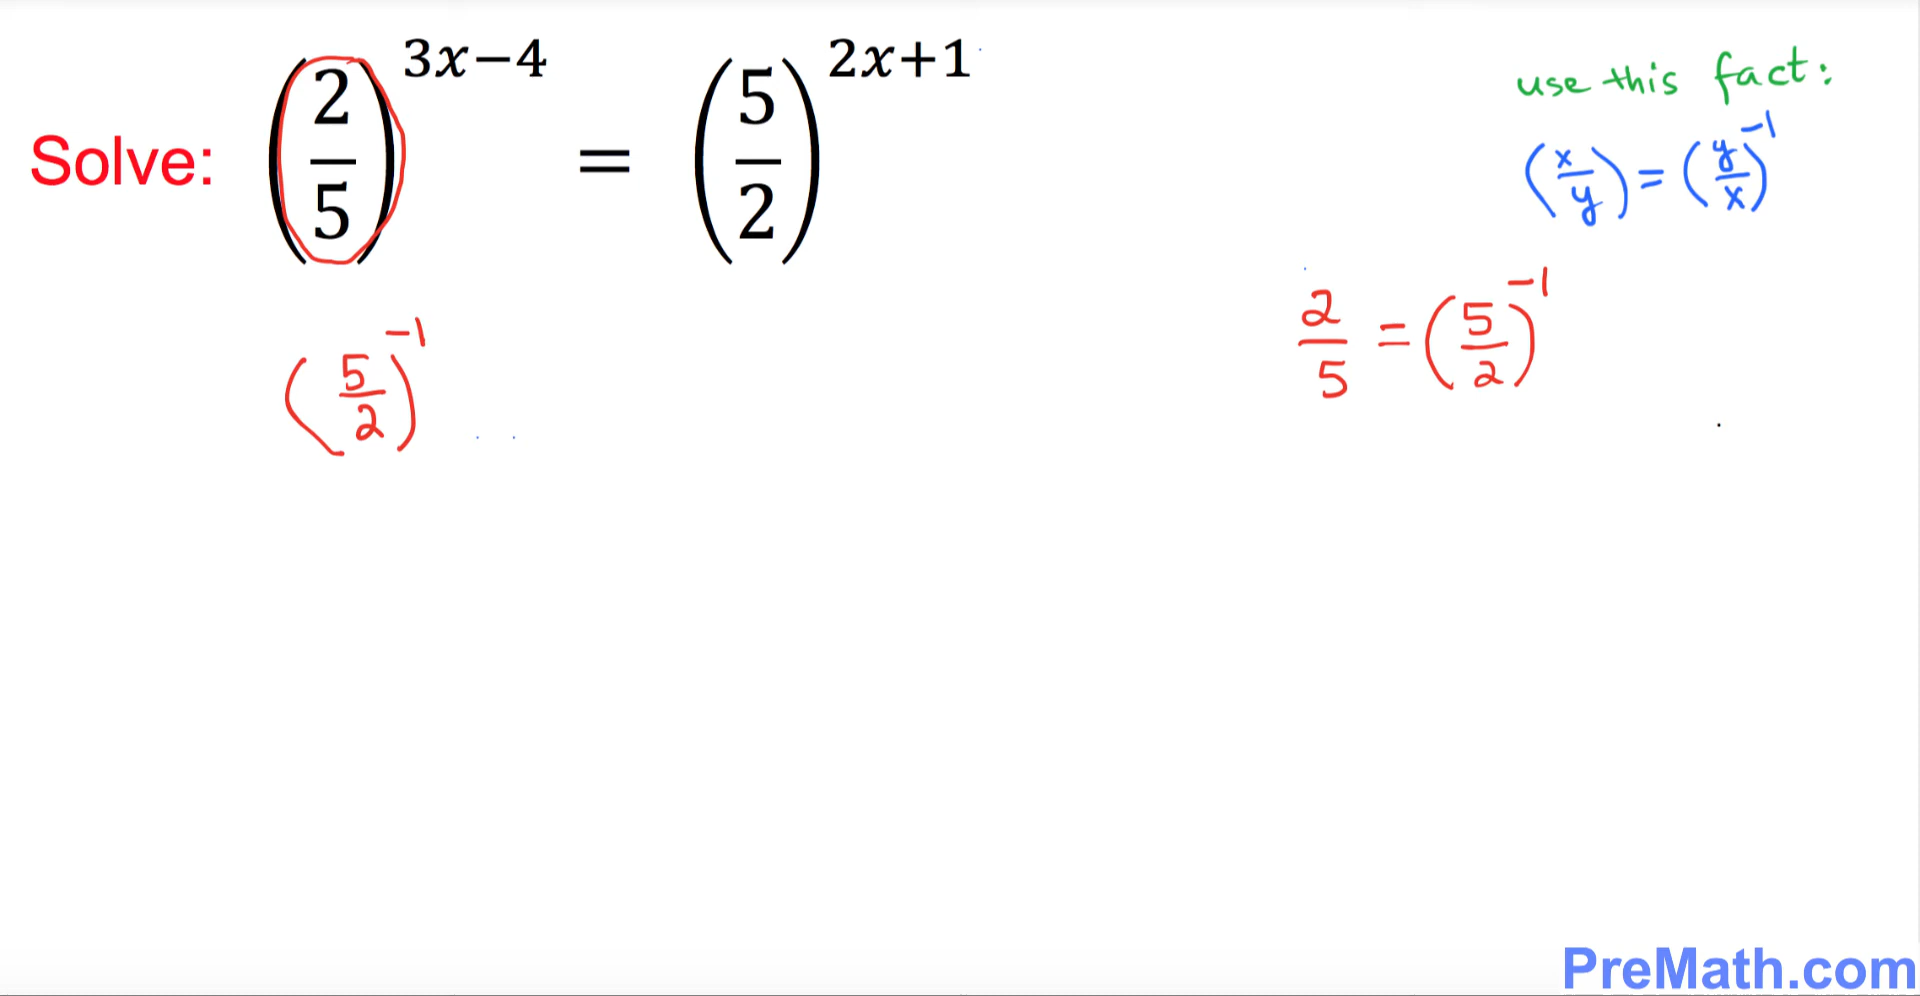 Solve: (2/5)^{3x−4} = (5/2)^{2x+1}
use this fact:
(x/y) = (y/x)^{-1}
2/5 = (5/2)^{-1}
(5/2)^{-1}
PreMath.com